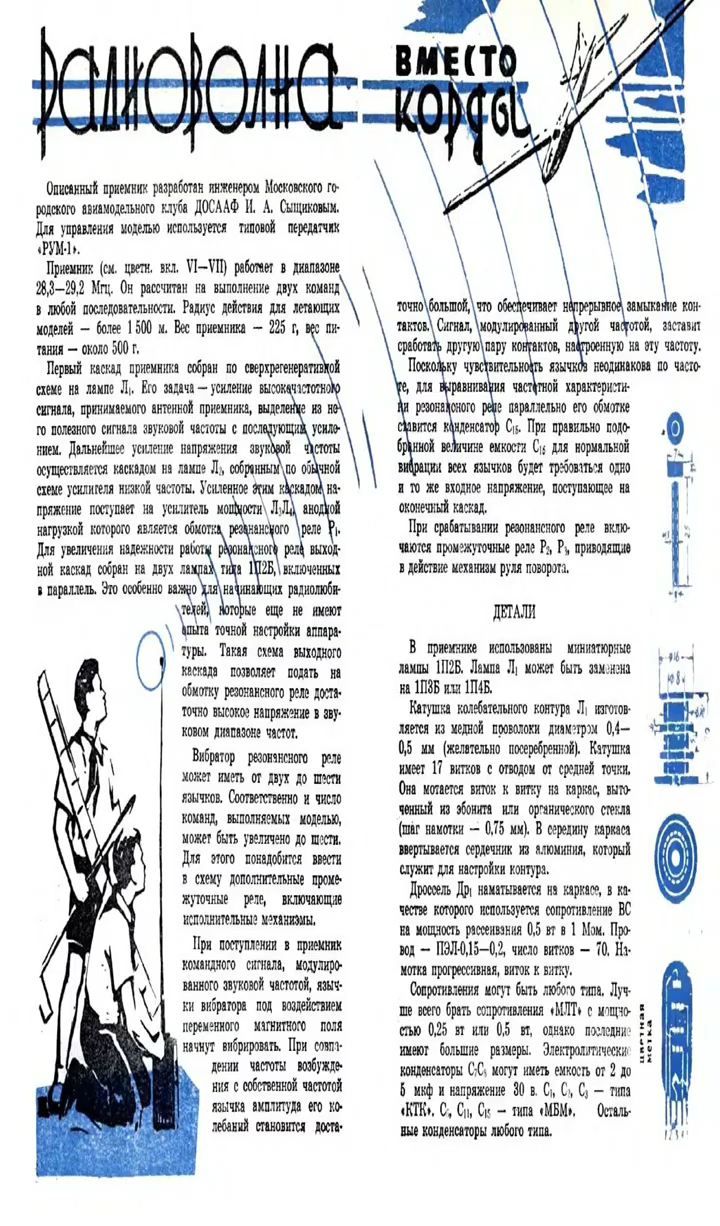 РАДИОВОЛНА
ВМЕСТО
КОРДЫ
Описанный приемник разработан инженером Московского го-
родского авиамодельного клуба ДОСААФ И. А. Сыщиковым.
Для управления моделью используется типовой передатчик
«РУМ-1».
Приемник (см. цветн. вкл. VI—VII) работает в диапазоне
28,3—29,2 Мгц. Он рассчитан на выполнение двух команд
в любой последовательности. Радиус действия для летающих
моделей — более 1 500 м. Вес приемника — 225 г, вес пи-
тания — около 500 г.
Первый каскад приемника собран по сверхрегенеративной
схеме на лампе Л₁. Его задача — усиление высокочастотного
сигнала, принимаемого антенной приемника, выделение из не-
го полезного сигнала звуковой частоты с последующим усиле-
нием. Дальнейшее усиление напряжения звуковой частоты
осуществляется каскадом на лампе Л₂, собранным по обычной
схеме усилителя низкой частоты. Усиленное этим каскадом на-
пряжение поступает на усилитель мощности Л₃Л₄, анодной
нагрузкой которого является обмотка резонансного реле Р₁.
Для увеличения надежности работы резонансного реле выход-
ной каскад собран на двух лампах типа 1П2Б, включенных
в параллель. Это особенно важно для начинающих радиолюби-
телей, которые еще не имеют
опыта точной настройки аппара-
туры. Такая схема выходного
каскада позволяет подать на
обмотку резонансного реле доста-
точно высокое напряжение в зву-
ковом диапазоне частот.
Вибратор резонансного реле
может иметь от двух до шести
язычков. Соответственно и число
команд, выполняемых моделью,
может быть увеличено до шести.
Для этого понадобится ввести
в схему дополнительные проме-
жуточные реле, включающие
исполнительные механизмы.
При поступлении в приемник
командного сигнала, модулиро-
ванного звуковой частотой, языч-
ки вибратора под воздействием
переменного магнитного поля
начнут вибрировать. При совпа-
дении частоты возбужде-
ния с собственной частотой
язычка амплитуда его ко-
лебаний становится доста-
точно большой, что обеспечивает непрерывное замыкание кон-
тактов. Сигнал, модулированный другой частотой, заставит
сработать другую пару контактов, настроенную на эту частоту.
Поскольку чувствительность язычков неодинакова по часто-
те, для выравнивания частотной характеристи-
ки резонансного реле параллельно его обмотке
ставится конденсатор С₁₅. При правильно подо-
бранной величине емкости С₁₅ для нормальной
вибрации всех язычков будет требоваться одно
и то же входное напряжение, поступающее на
оконечный каскад.
При срабатывании резонансного реле вклю-
чаются промежуточные реле Р₂, Р₃, приводящие
в действие механизм руля поворота.
ДЕТАЛИ
В приемнике использованы миниатюрные
лампы 1П2Б. Лампа Л₁ может быть заменена
на 1П3Б или 1П4Б.
Катушка колебательного контура Л₁ изготов-
ляется из медной проволоки диаметром 0,4—
0,5 мм (желательно посеребренной). Катушка
имеет 17 витков с отводом от средней точки.
Она мотается виток к витку на каркас, выто-
ченный из эбонита или органического стекла
(шаг намотки — 0,75 мм). В середину каркаса
ввертывается сердечник из алюминия, который
служит для настройки контура.
Дроссель Др₁ наматывается на каркасе, в ка-
честве которого используется сопротивление ВС
на мощность рассеивания 0,5 вт в 1 Мом. Про-
вод — ПЭЛ-0,15—0,2, число витков — 70. На-
мотка прогрессивная, виток к витку.
Сопротивления могут быть любого типа. Луч-
ше всего брать сопротивления «МЛТ» с мощно-
стью 0,25 вт или 0,5 вт, однако последние
имеют большие размеры. Электролитические
конденсаторы могут иметь емкость от 2 до
5 мкф и напряжение 30 в. С₁, С₂, С₃ — типа
«КТК». С₁₁, С₁₅ — типа «МБМ». Осталь-
ные конденсаторы любого типа.
цветная
метка